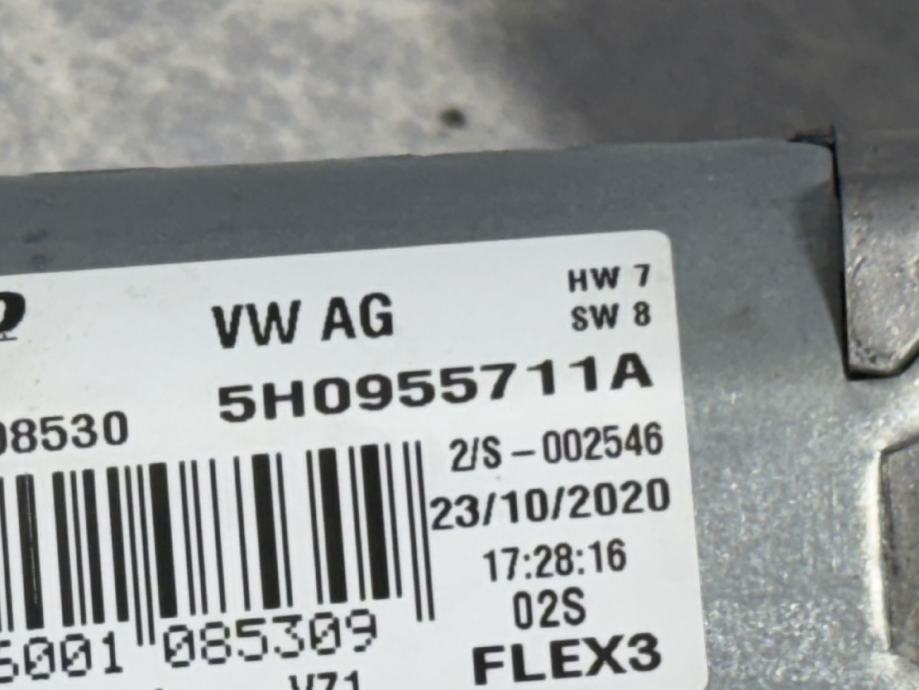 HW 7
VW AG
SW 8
5H0955711A
08530
2/S – 002546
23/10/2020
17:28:16
02S
6001 085309
FLEX3
V71